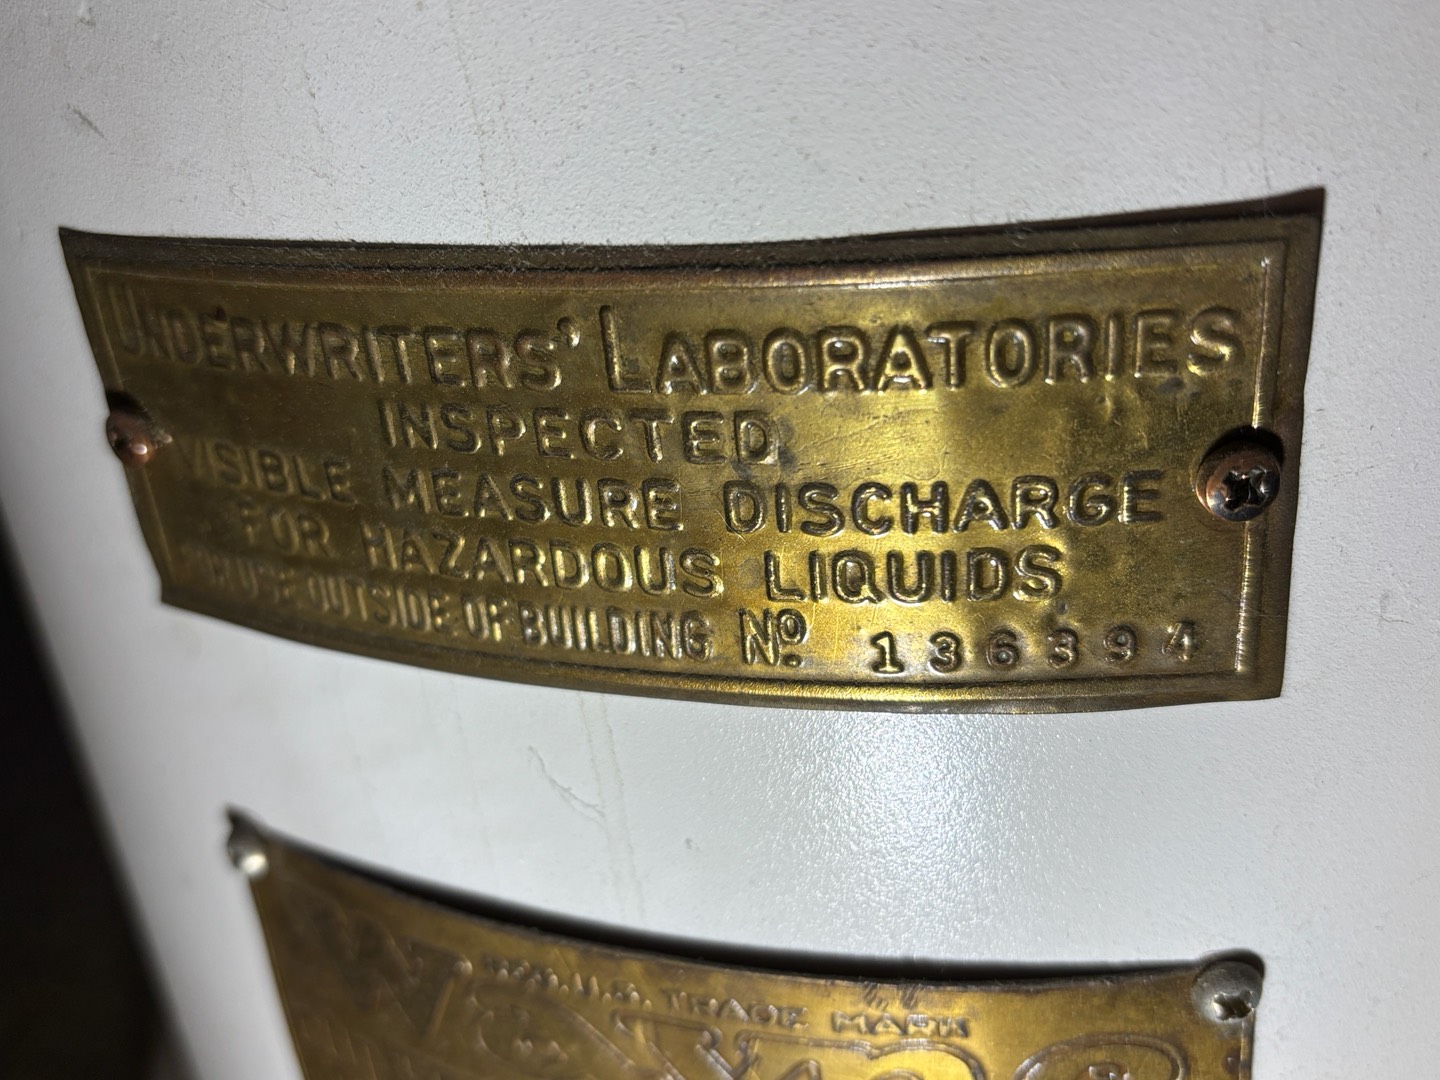 UNDERWRITERS' LABORATORIES
INSPECTED
VISIBLE MEASURE DISCHARGE
FOR HAZARDOUS LIQUIDS
FOR USE OUTSIDE OF BUILDING Nº. 136394
U.S. TRADE MARK